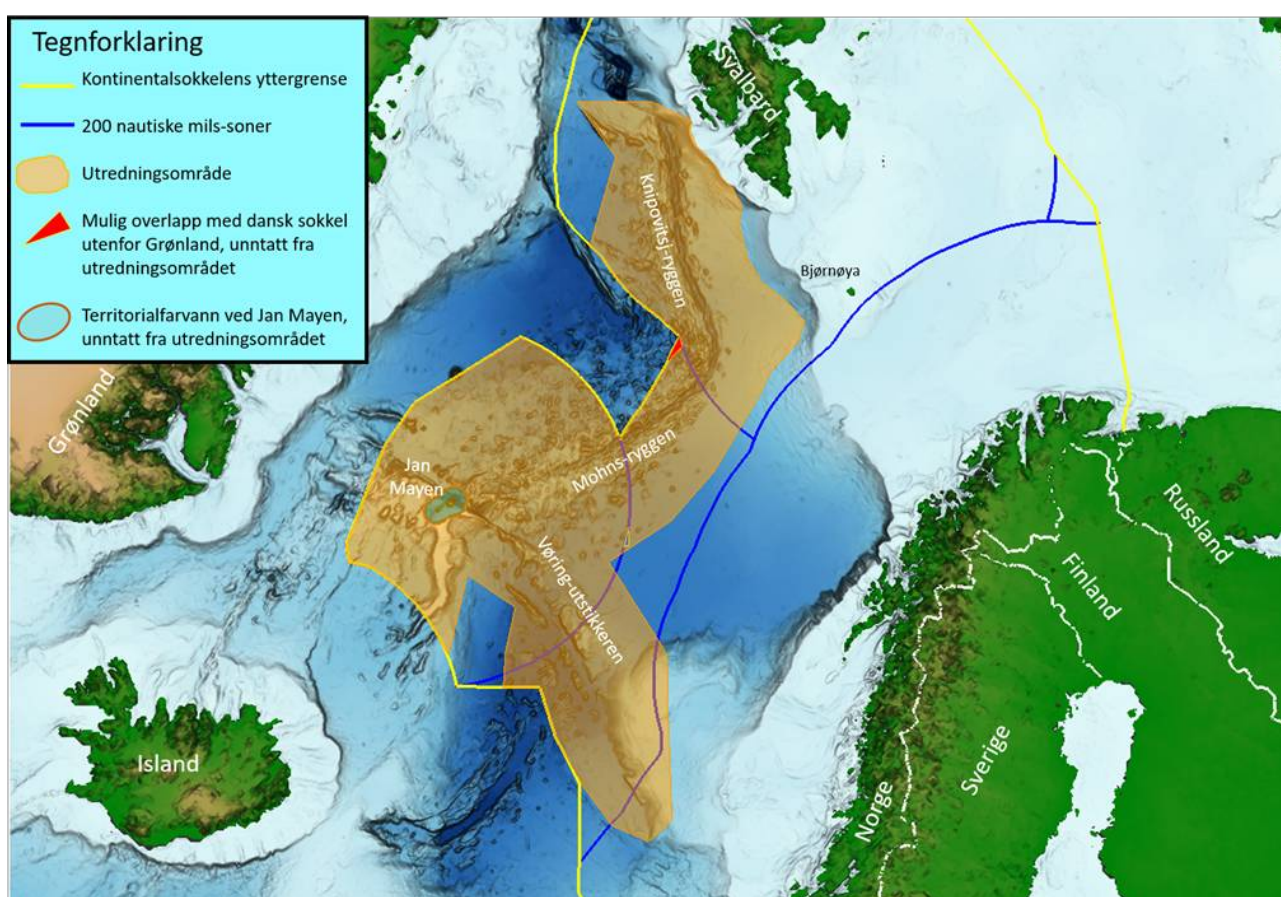 Tegnforklaring
Kontinentalsokkelens yttergrense
200 nautiske mils-soner
Utredningsområde
Mulig overlapp med dansk sokkel
utenfor Grønland, unntatt fra
utredningsområdet
Territorialfarvann ved Jan Mayen,
unntatt fra utredningsområdet
Svalbard
Knipovitsj-ryggen
Bjørnøya
Grønland
Jan
Mayen
Mohns-ryggen
Vøring-utstikkeren
Island
Norge
Sverige
Finland
Russland